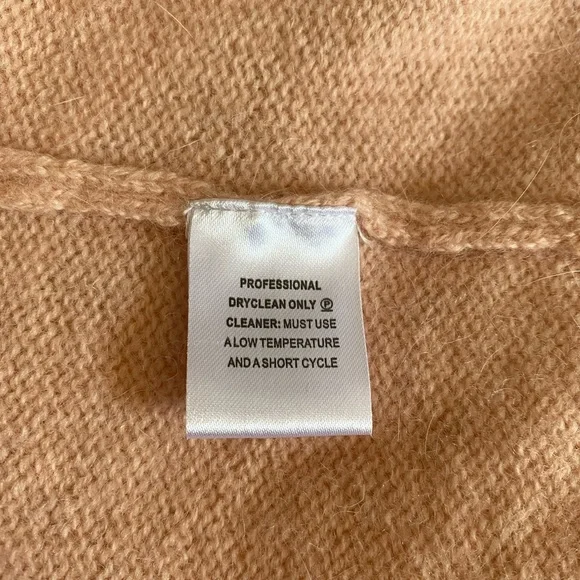 PROFESSIONAL
DRYCLEAN ONLY Ⓟ
CLEANER: MUST USE
A LOW TEMPERATURE
AND A SHORT CYCLE